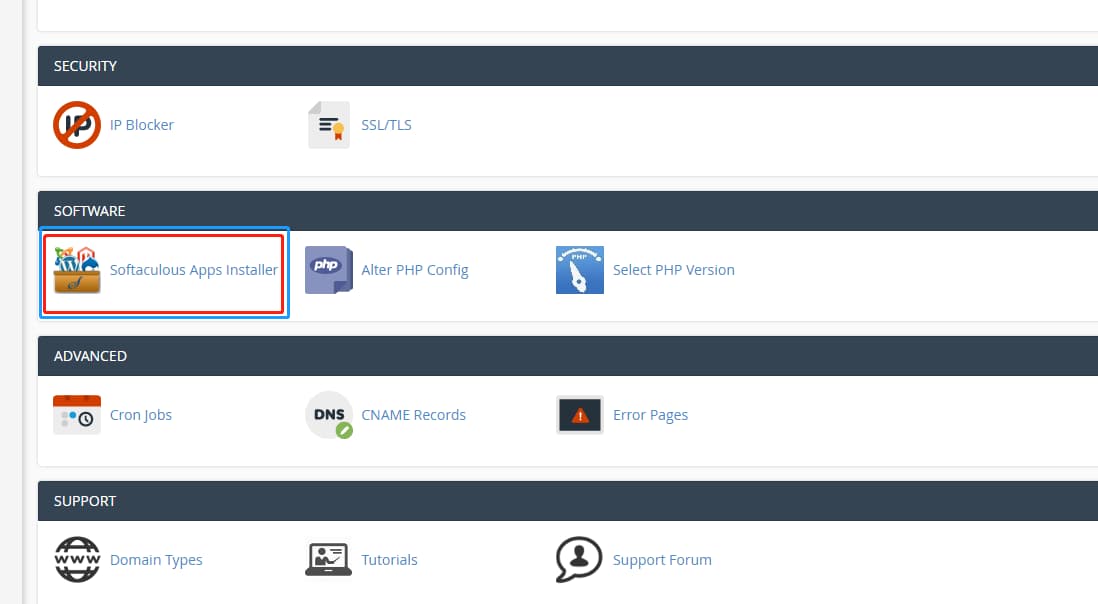 SECURITY
IP Blocker
SSL/TLS
SOFTWARE
Softaculous Apps Installer
php
Alter PHP Config
PHP
Select PHP Version
ADVANCED
Cron Jobs
DNS
CNAME Records
Error Pages
SUPPORT
WWW
Domain Types
Tutorials
Support Forum